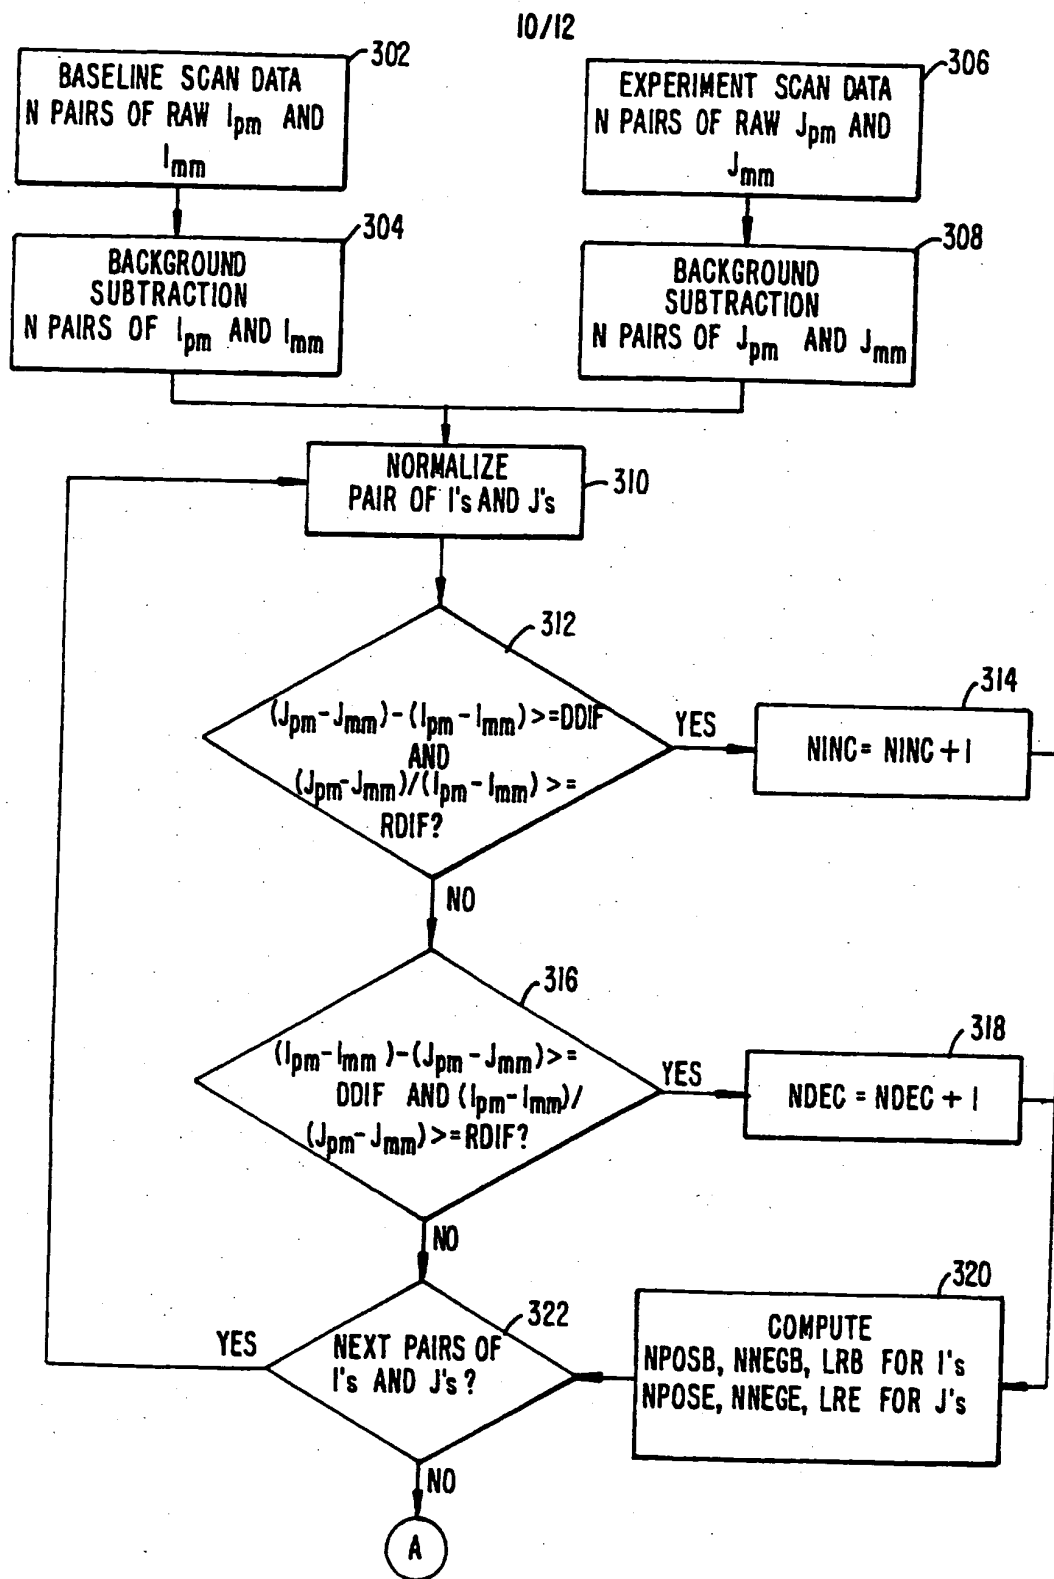 10/12
302
BASELINE SCAN DATA
N PAIRS OF RAW Ipm AND
Imm
306
EXPERIMENT SCAN DATA
N PAIRS OF RAW Jpm AND
Jmm
304
BACKGROUND
SUBTRACTION
N PAIRS OF Ipm AND Imm
308
BACKGROUND
SUBTRACTION
N PAIRS OF Jpm AND Jmm
NORMALIZE
PAIR OF I's AND J's
310
312
(Jpm-Jmm)-(Ipm-Imm)>=DDIF
AND
(Jpm-Jmm)/(Ipm-Imm)>=
RDIF?
YES
314
NINC= NINC+1
NO
316
(Ipm-Imm)-(Jpm-Jmm)>=
DDIF AND (Ipm-Imm)/
(Jpm-Jmm)>=RDIF?
YES
318
NDEC=NDEC+1
NO
322
NEXT PAIRS OF
I's AND J's?
YES
320
COMPUTE
NPOSB, NNEGB, LRB FOR I's
NPOSE, NNEGE, LRE FOR J's
NO
A